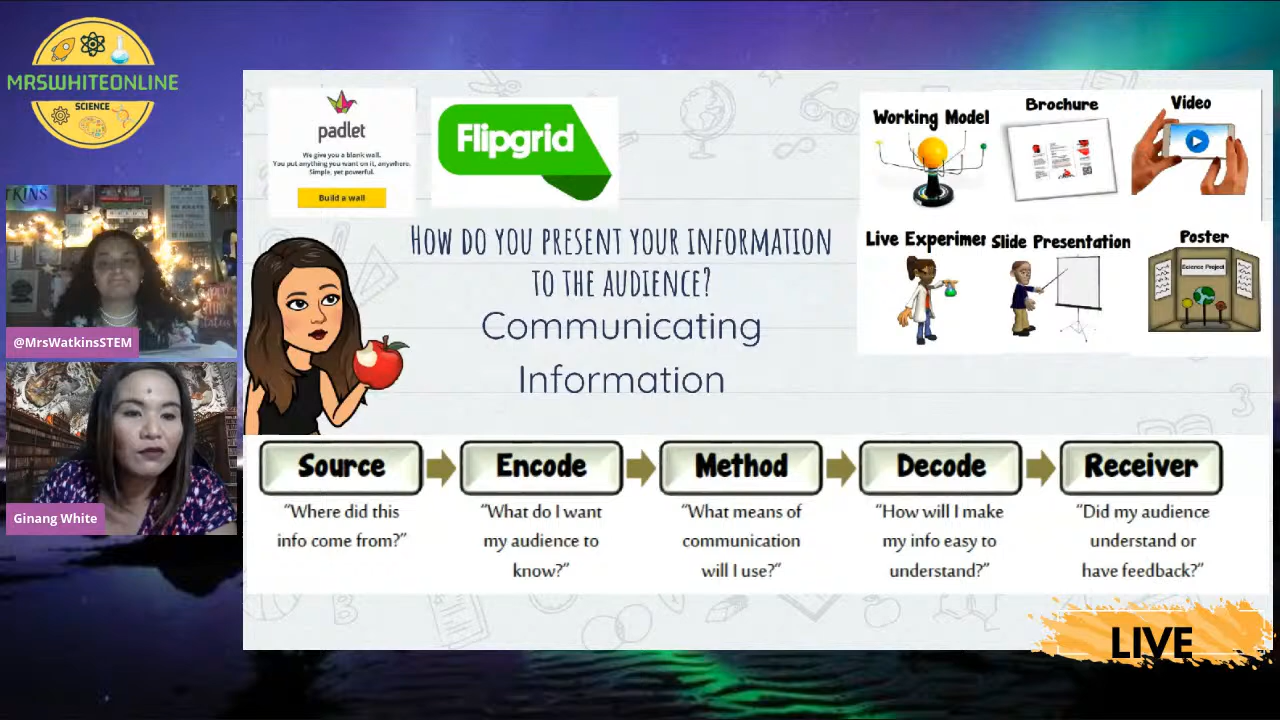 MRSWHITEONLINE
SCIENCE
@MrsWatkinsSTEM
Ginang White
padlet
We give you a blank wall.
You put anything you want on it, anywhere.
Simple, yet powerful.
Build a wall
Flipgrid
HOW DO YOU PRESENT YOUR INFORMATION
TO THE AUDIENCE?
Communicating
Information
Working Model
Brochure
Video
Live Experimer
Slide Presentation
Poster
Science Project
Source
Encode
Method
Decode
Receiver
"Where did this
info come from?"
"What do I want
my audience to
know?"
"What means of
communication
will I use?"
"How will I make
my info easy to
understand?"
"Did my audience
understand or
have feedback?"
LIVE